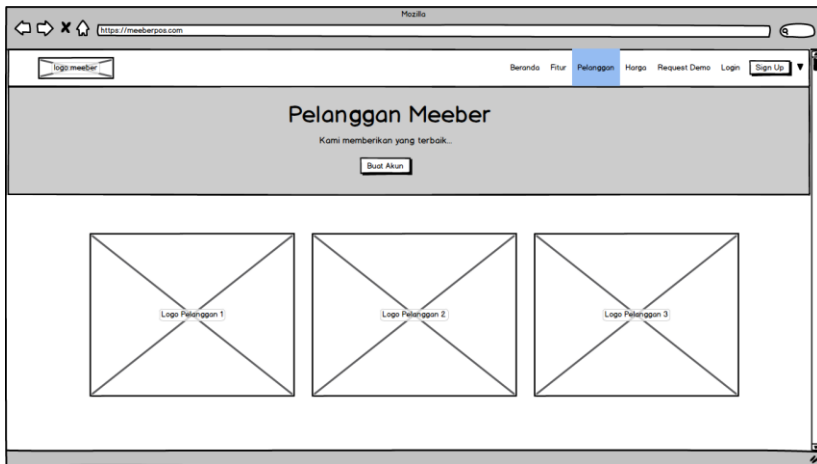 Mozilla
https://meeberpos.com
logo meeber
Beranda Fitur Pelanggan Harga Request Demo Login Sign Up
Pelanggan Meeber
Kami memberikan yang terbaik...
Buat Akun
Logo Pelanggan 1 Logo Pelanggan 2 Logo Pelanggan 3